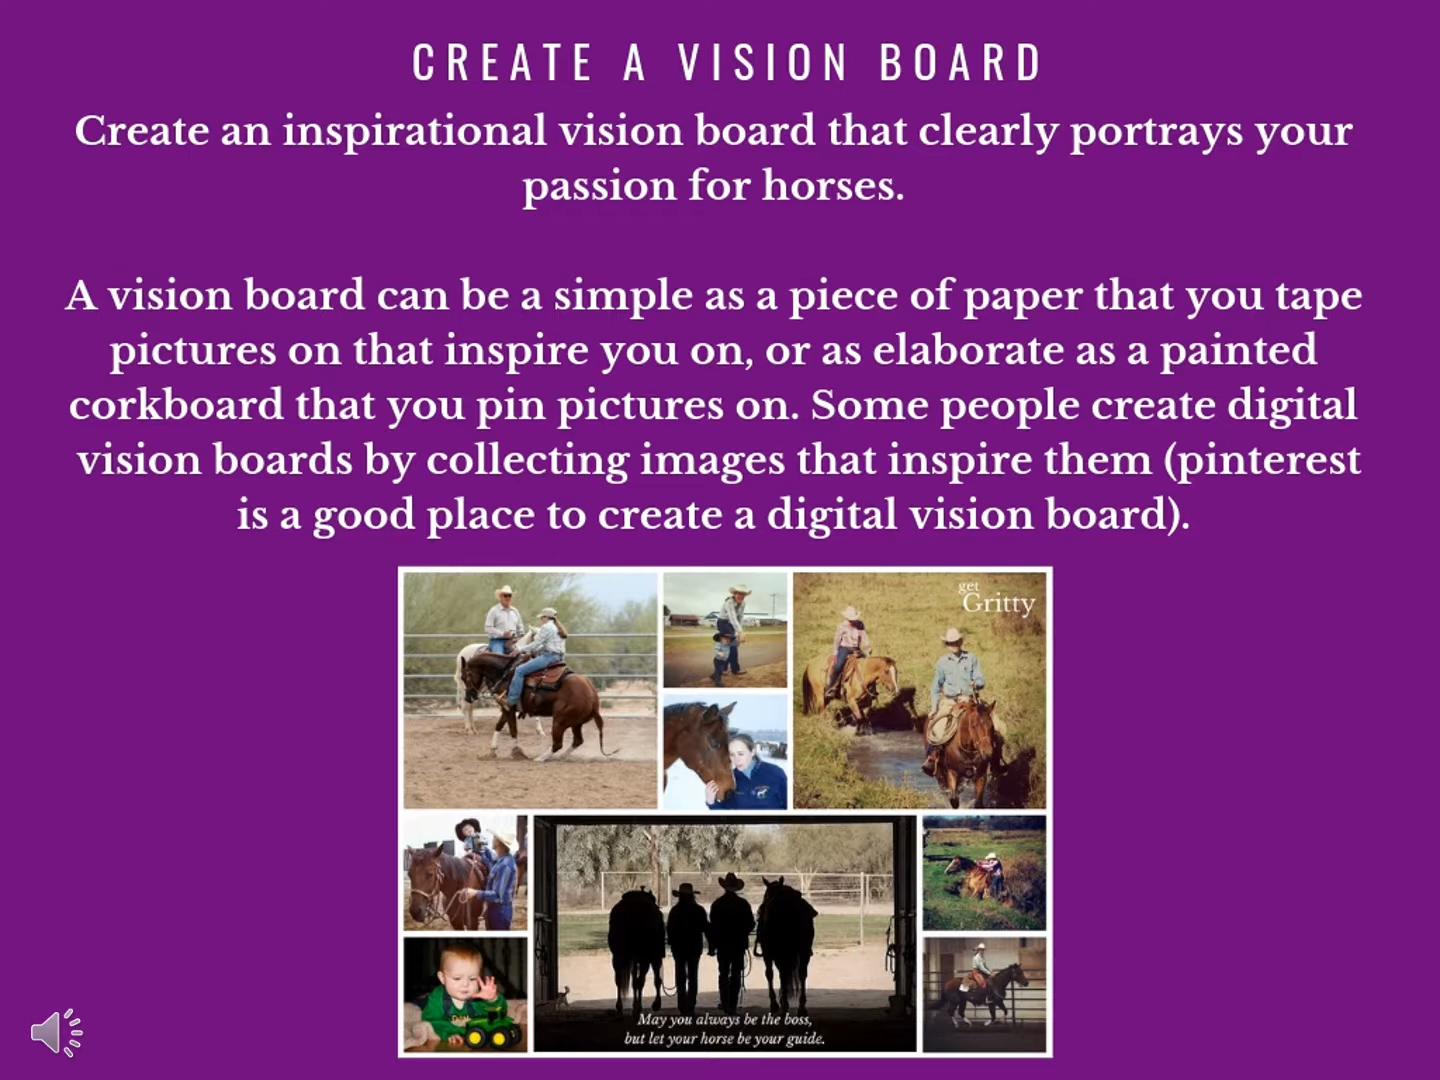 CREATE A VISION BOARD
Create an inspirational vision board that clearly portrays your
passion for horses.
A vision board can be a simple as a piece of paper that you tape
pictures on that inspire you on, or as elaborate as a painted
corkboard that you pin pictures on. Some people create digital
vision boards by collecting images that inspire them (pinterest
is a good place to create a digital vision board).
get
Gritty
May you always be the boss,
but let your horse be your guide.